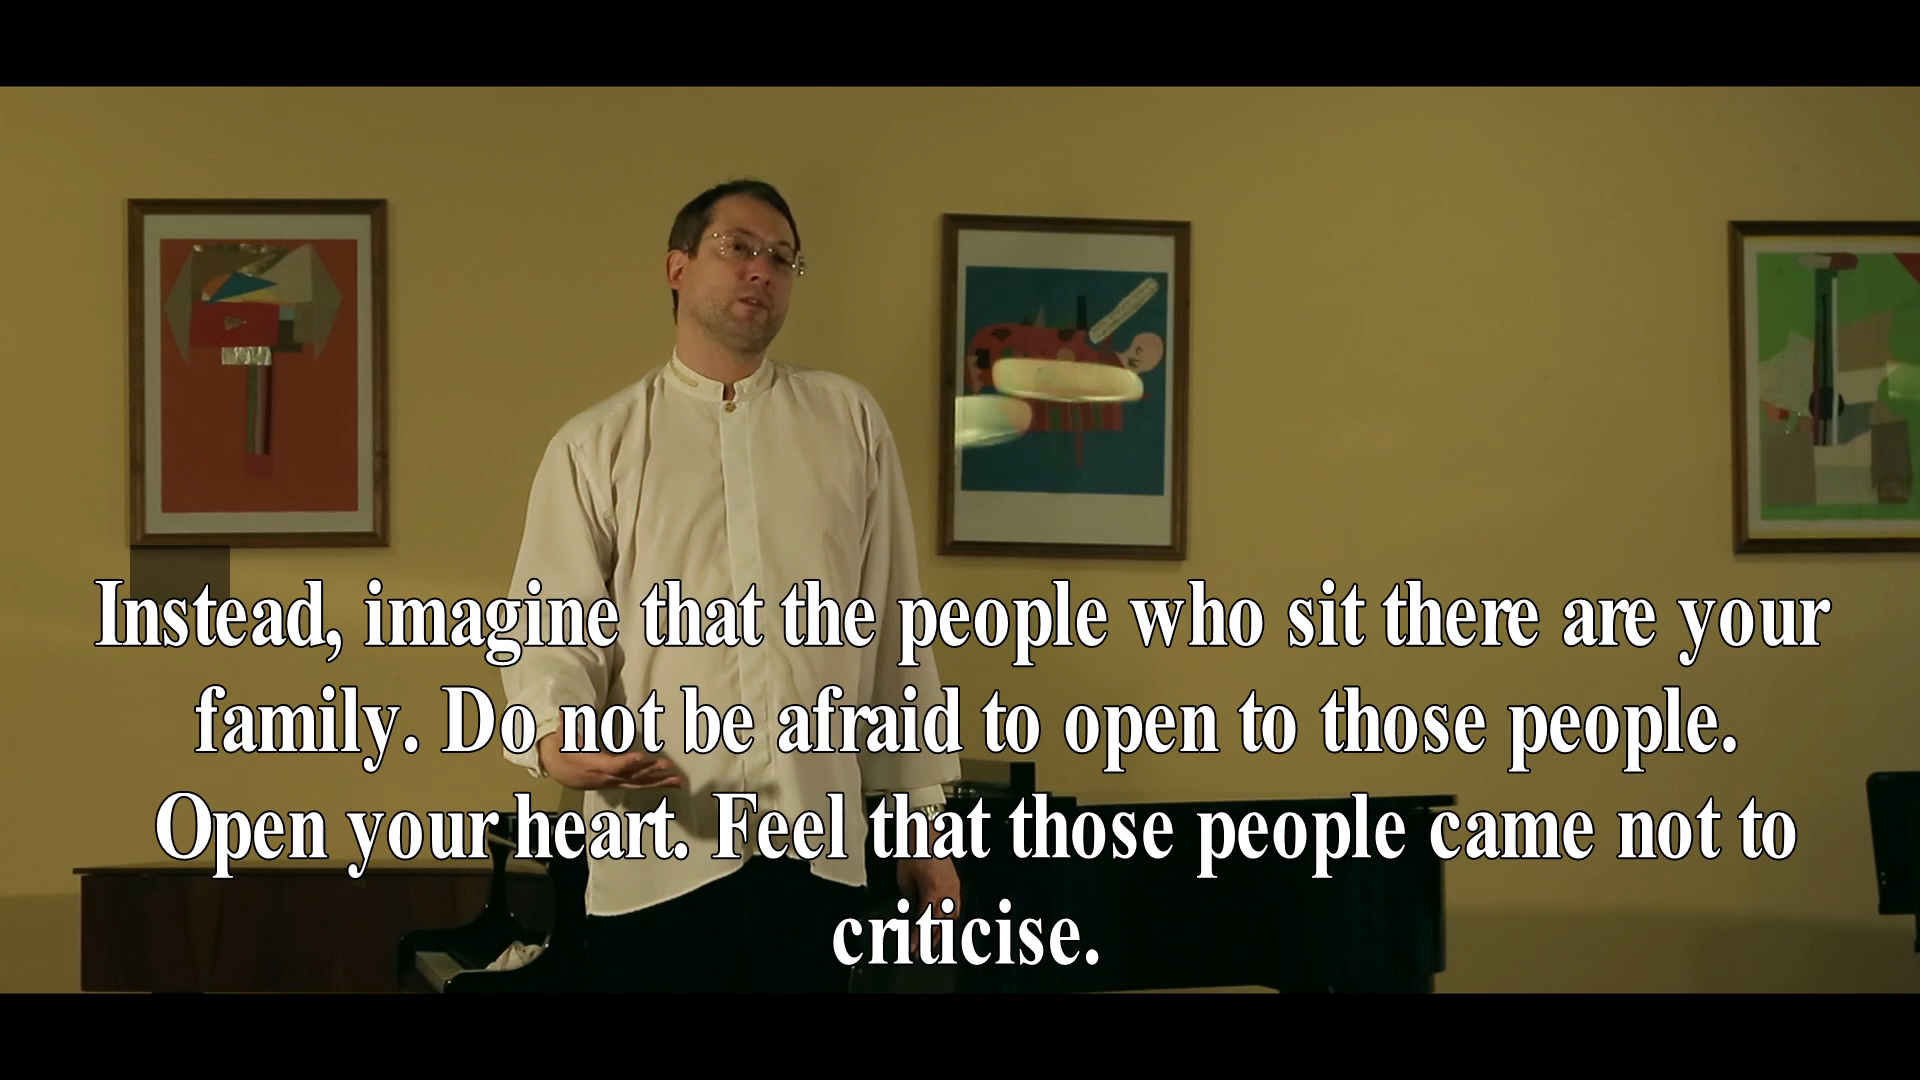 Instead, imagine that the people who sit there are your
family. Do not be afraid to open to those people.
Open your heart. Feel that those people came not to
criticise.